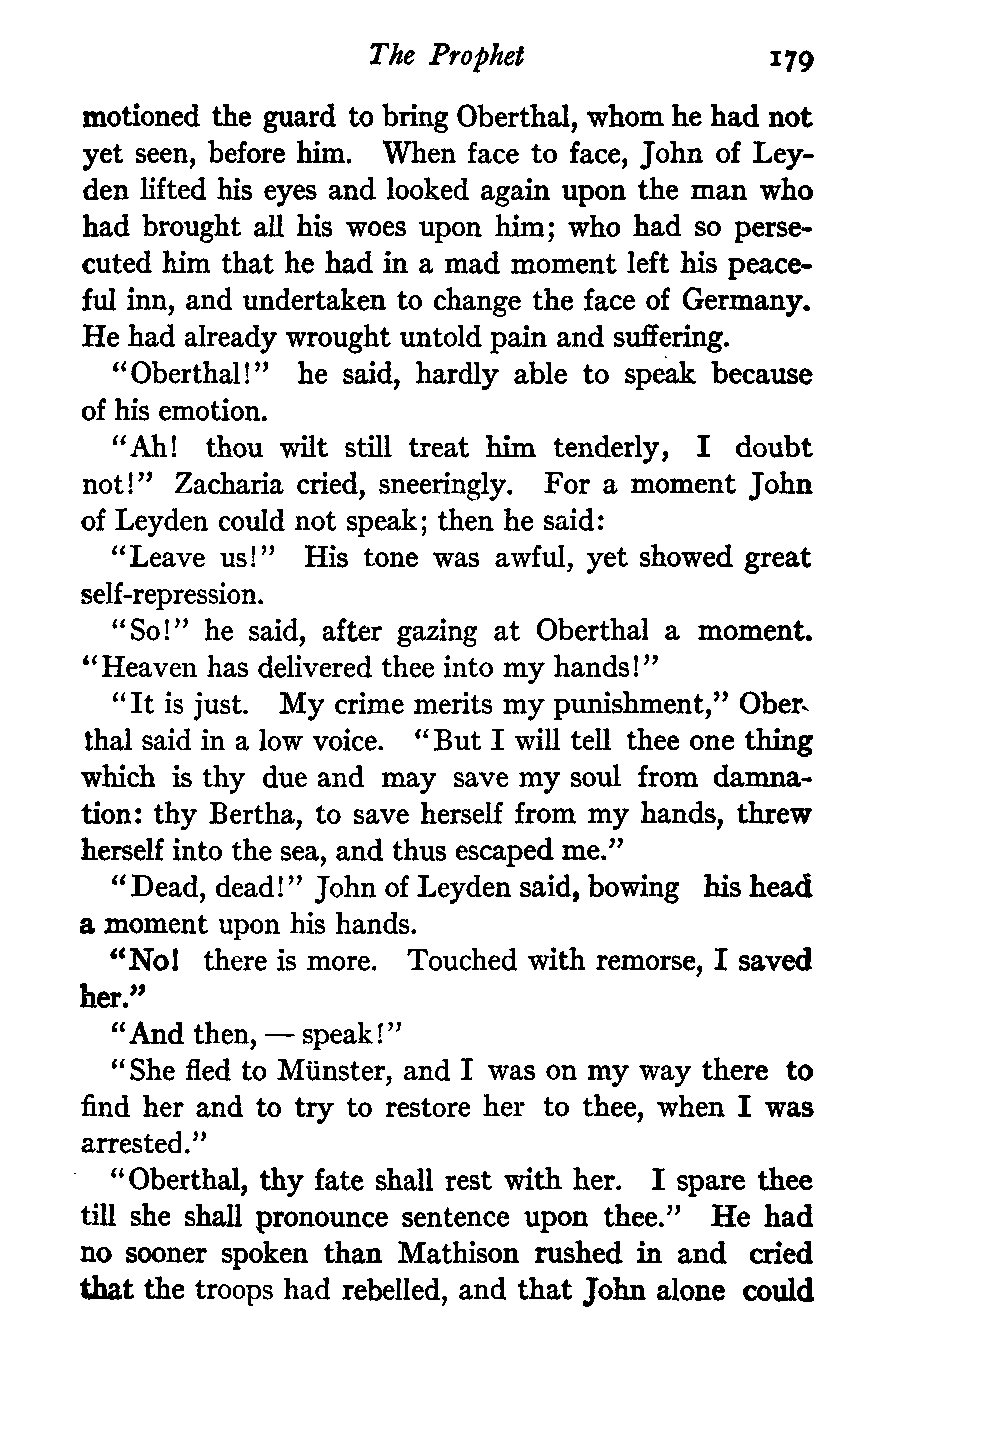 The Prophet 179
motioned the guard to bring Oberthal, whom he had not
yet seen, before him. When face to face, John of Ley-
den lifted his eyes and looked again upon the man who
had brought all his woes upon him; who had so perse-
cuted him that he had in a mad moment left his peace-
ful inn, and undertaken to change the face of Germany.
He had already wrought untold pain and suffering.
"Oberthal!" he said, hardly able to speak because
of his emotion.
"Ah! thou wilt still treat him tenderly, I doubt
not!" Zacharia cried, sneeringly. For a moment John
of Leyden could not speak; then he said:
"Leave us!" His tone was awful, yet showed great
self-repression.
"So!" he said, after gazing at Oberthal a moment.
"Heaven has delivered thee into my hands!"
"It is just. My crime merits my punishment," Ober-
thal said in a low voice. "But I will tell thee one thing
which is thy due and may save my soul from damna-
tion: thy Bertha, to save herself from my hands, threw
herself into the sea, and thus escaped me."
"Dead, dead!" John of Leyden said, bowing his head
a moment upon his hands.
"No! there is more. Touched with remorse, I saved
her."
"And then, — speak!"
"She fled to Münster, and I was on my way there to
find her and to try to restore her to thee, when I was
arrested."
"Oberthal, thy fate shall rest with her. I spare thee
till she shall pronounce sentence upon thee." He had
no sooner spoken than Mathison rushed in and cried
that the troops had rebelled, and that John alone could